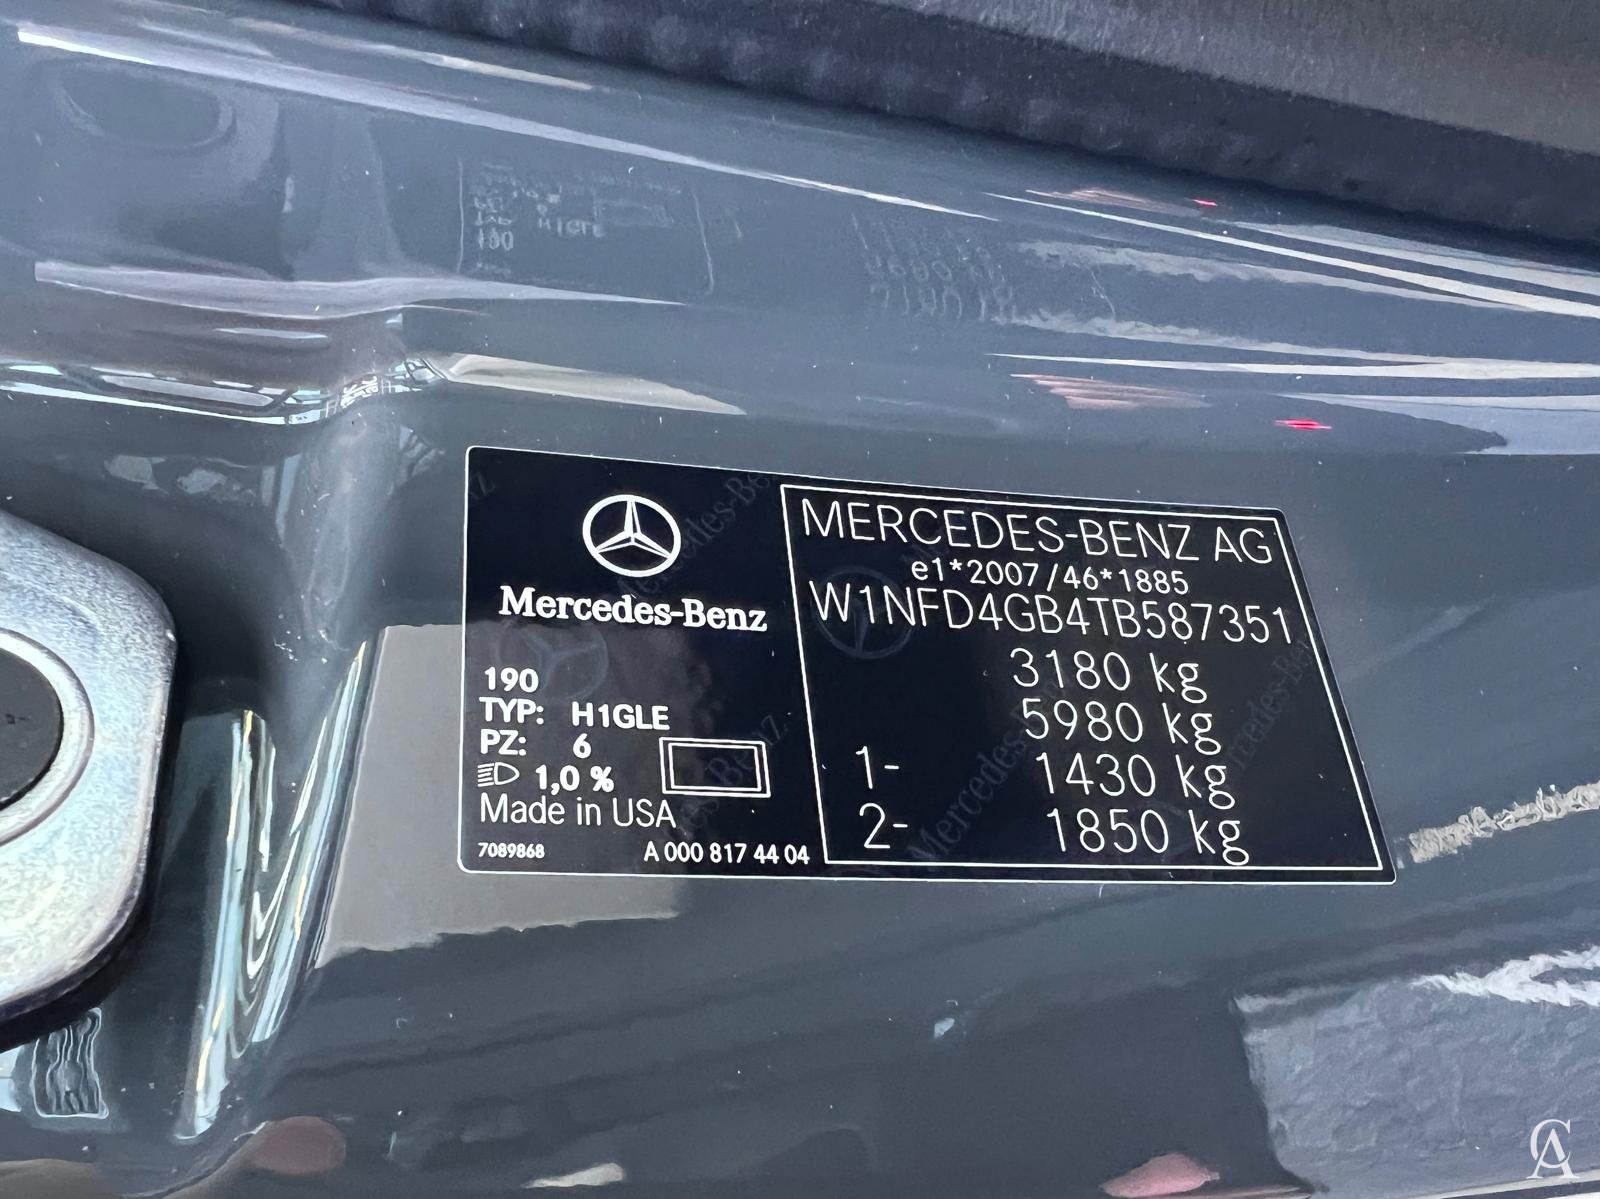 Mercedes-Benz
190
TYP: H1GLE
PZ: 6
1,0 %
Made in USA
7089868 A 000 817 44 04
MERCEDES-BENZ AG
e1*2007/46*1885
W1NFD4GB4TB587351
3180 kg
5980 kg
1- 1430 kg
2- 1850 kg